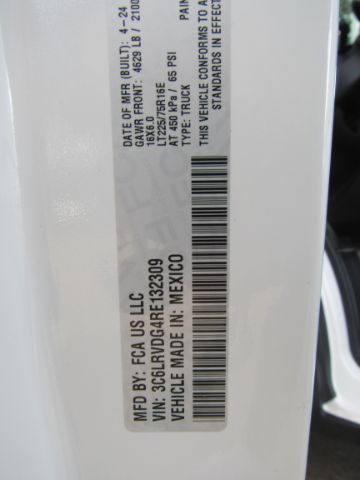 MFD BY: FCA US LLC
DATE OF MFR (BUILT): 4-24
GAWR FRONT: 4629 LB / 2100
16X6.0
LT225/75R16E
AT 450 kPa / 65 PSI
TYPE: TRUCK
PAIN
THIS VEHICLE CONFORMS TO A
STANDARDS IN EFFECT
VIN: 3C6LRVDG4RE132309
VEHICLE MADE IN: MEXICO